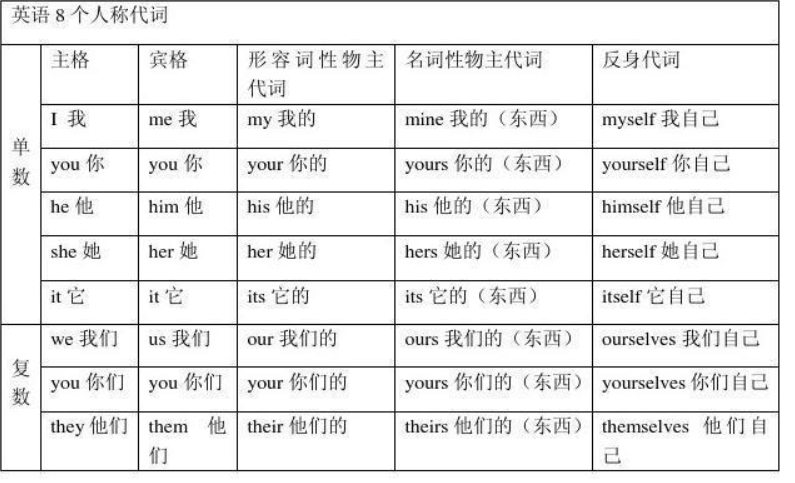 英语 8 个人称代词
主格 宾格 形容词性物主 名词性物主代词 反身代词
代词
单
数
I 我 me 我 my 我的 mine 我的（东西） myself 我自己
you 你 you 你 your 你的 yours 你的（东西） yourself 你自己
he 他 him 他 his 他的 his 他的（东西） himself 他自己
she 她 her 她 her 她的 hers 她的（东西） herself 她自己
it 它 it 它 its 它的 its 它的（东西） itself 它自己
复
数
we 我们 us 我们 our 我们的 ours 我们的（东西） ourselves 我们自己
you 你们 you 你们 your 你们的 yours 你们的（东西） yourselves 你们自己
they 他们 them 他 their 他们的 theirs 他们的（东西） themselves 他们自
们 己